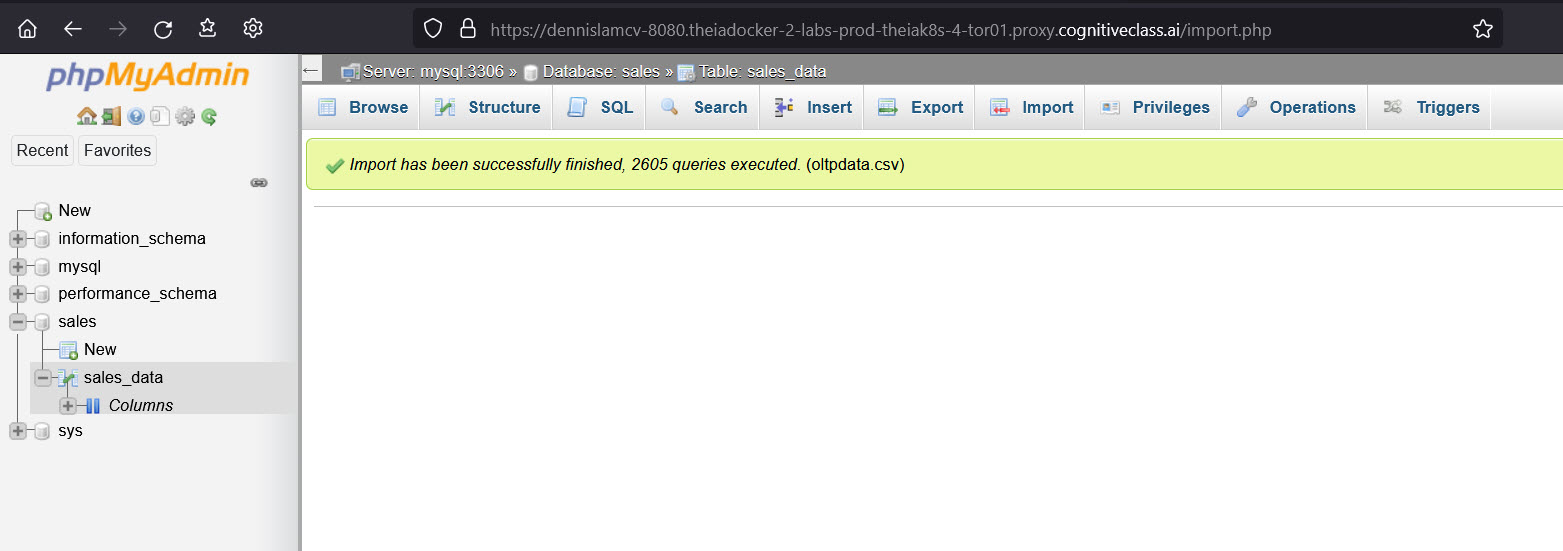 https://dennislamcv-8080.theiadocker-2-labs-prod-theiak8s-4-tor01.proxy.cognitiveclass.ai/import.php
phpMyAdmin
Recent Favorites
New
information_schema
mysql
performance_schema
sales
New
sales_data
Columns
sys
Server: mysql:3306 » Database: sales » Table: sales_data
Browse Structure SQL Search Insert Export Import Privileges Operations Triggers
Import has been successfully finished, 2605 queries executed. (oltpdata.csv)